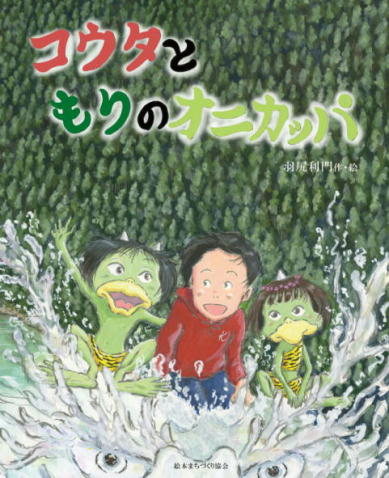 コウタと
もりのオニカッパ
羽尻利門 作・絵
絵本まちづくり協会